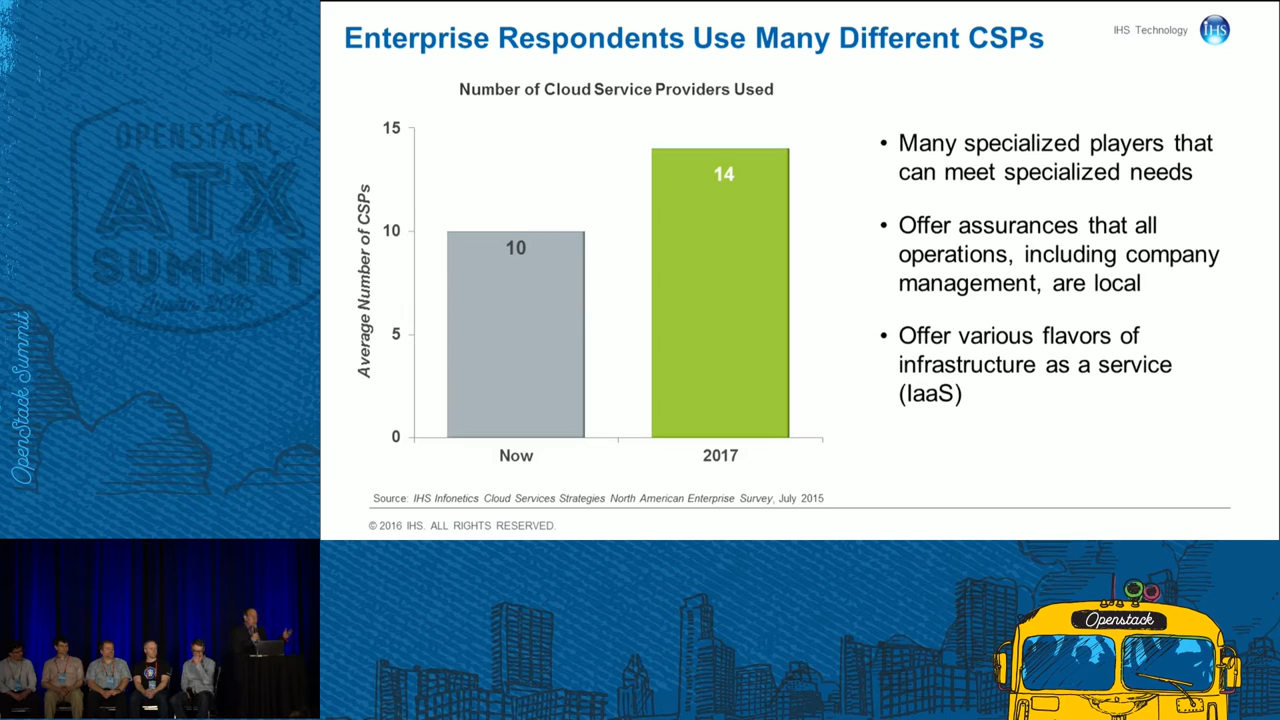 Enterprise Respondents Use Many Different CSPs
IHS Technology
IHS
Number of Cloud Service Providers Used
Average Number of CSPs
15
10
5
0
10
14
Now
2017
• Many specialized players that
can meet specialized needs
• Offer assurances that all
operations, including company
management, are local
• Offer various flavors of
infrastructure as a service
(IaaS)
Source: IHS Infonetics Cloud Services Strategies North American Enterprise Survey, July 2015
© 2016 IHS. ALL RIGHTS RESERVED.
OPENSTACK
ATX
SUMMIT
OpenStack Summit
Openstack